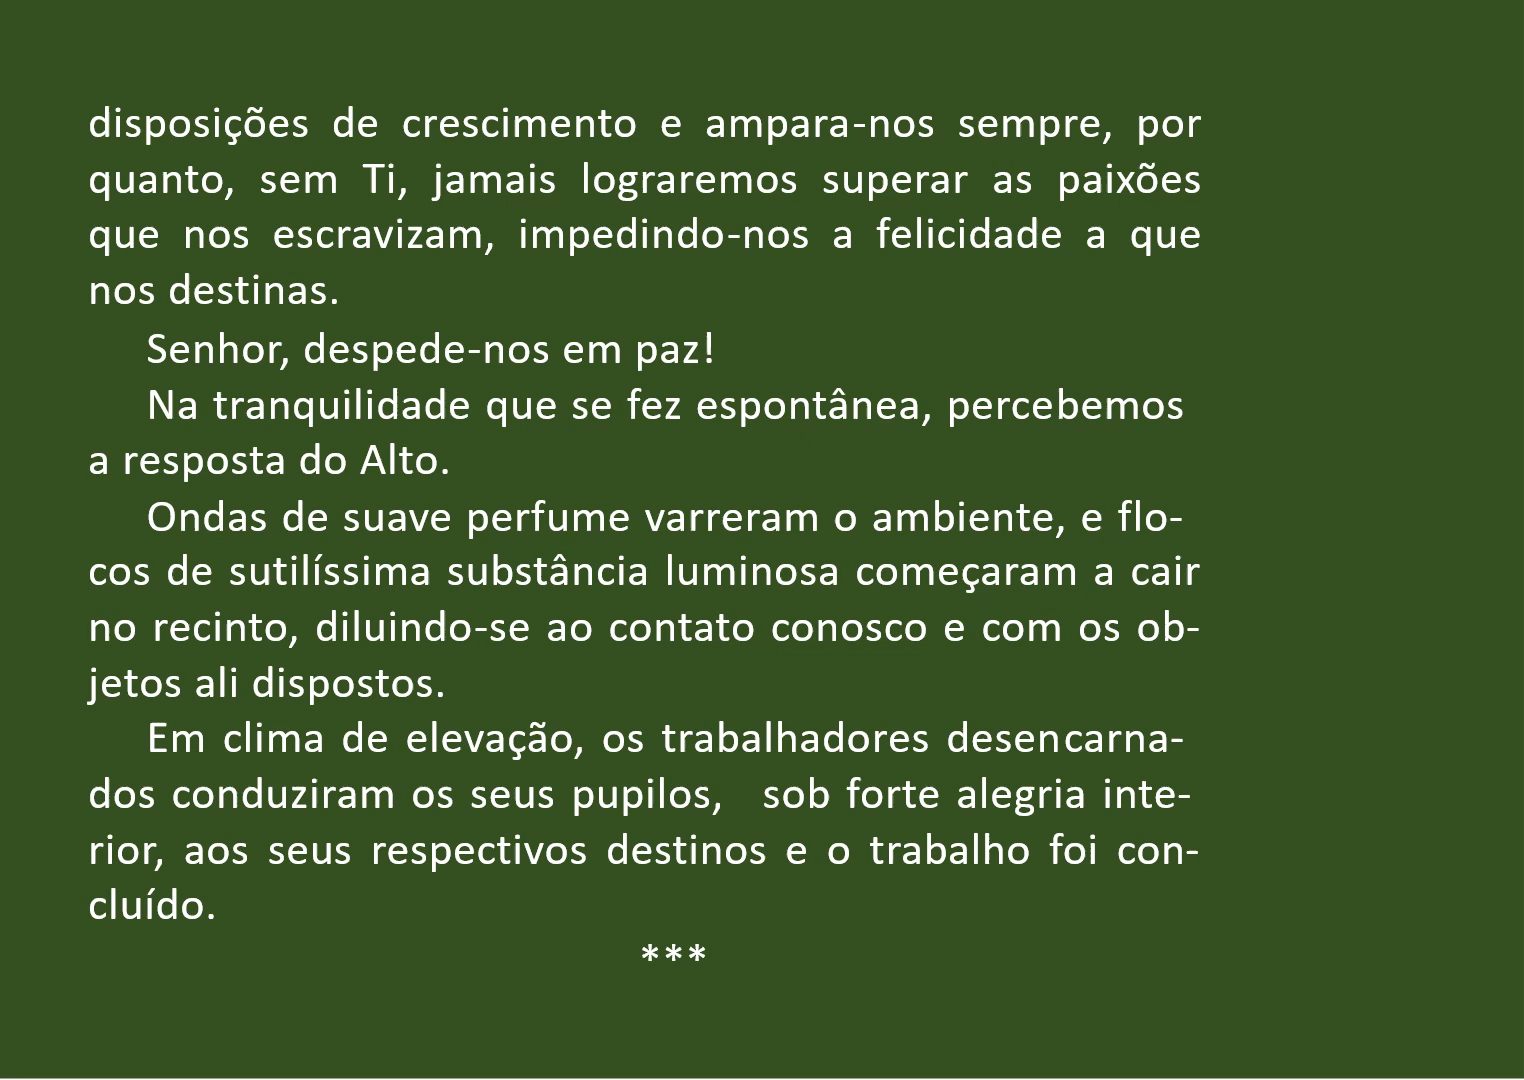 disposições de crescimento e ampara-nos sempre, por
quanto, sem Ti, jamais lograremos superar as paixões
que nos escravizam, impedindo-nos a felicidade a que
nos destinas.
Senhor, despede-nos em paz!
Na tranquilidade que se fez espontânea, percebemos
a resposta do Alto.
Ondas de suave perfume varreram o ambiente, e flo-
cos de sutilíssima substância luminosa começaram a cair
no recinto, diluindo-se ao contato conosco e com os ob-
jetos ali dispostos.
Em clima de elevação, os trabalhadores desencarna-
dos conduziram os seus pupilos, sob forte alegria inte-
rior, aos seus respectivos destinos e o trabalho foi con-
cluído.
***